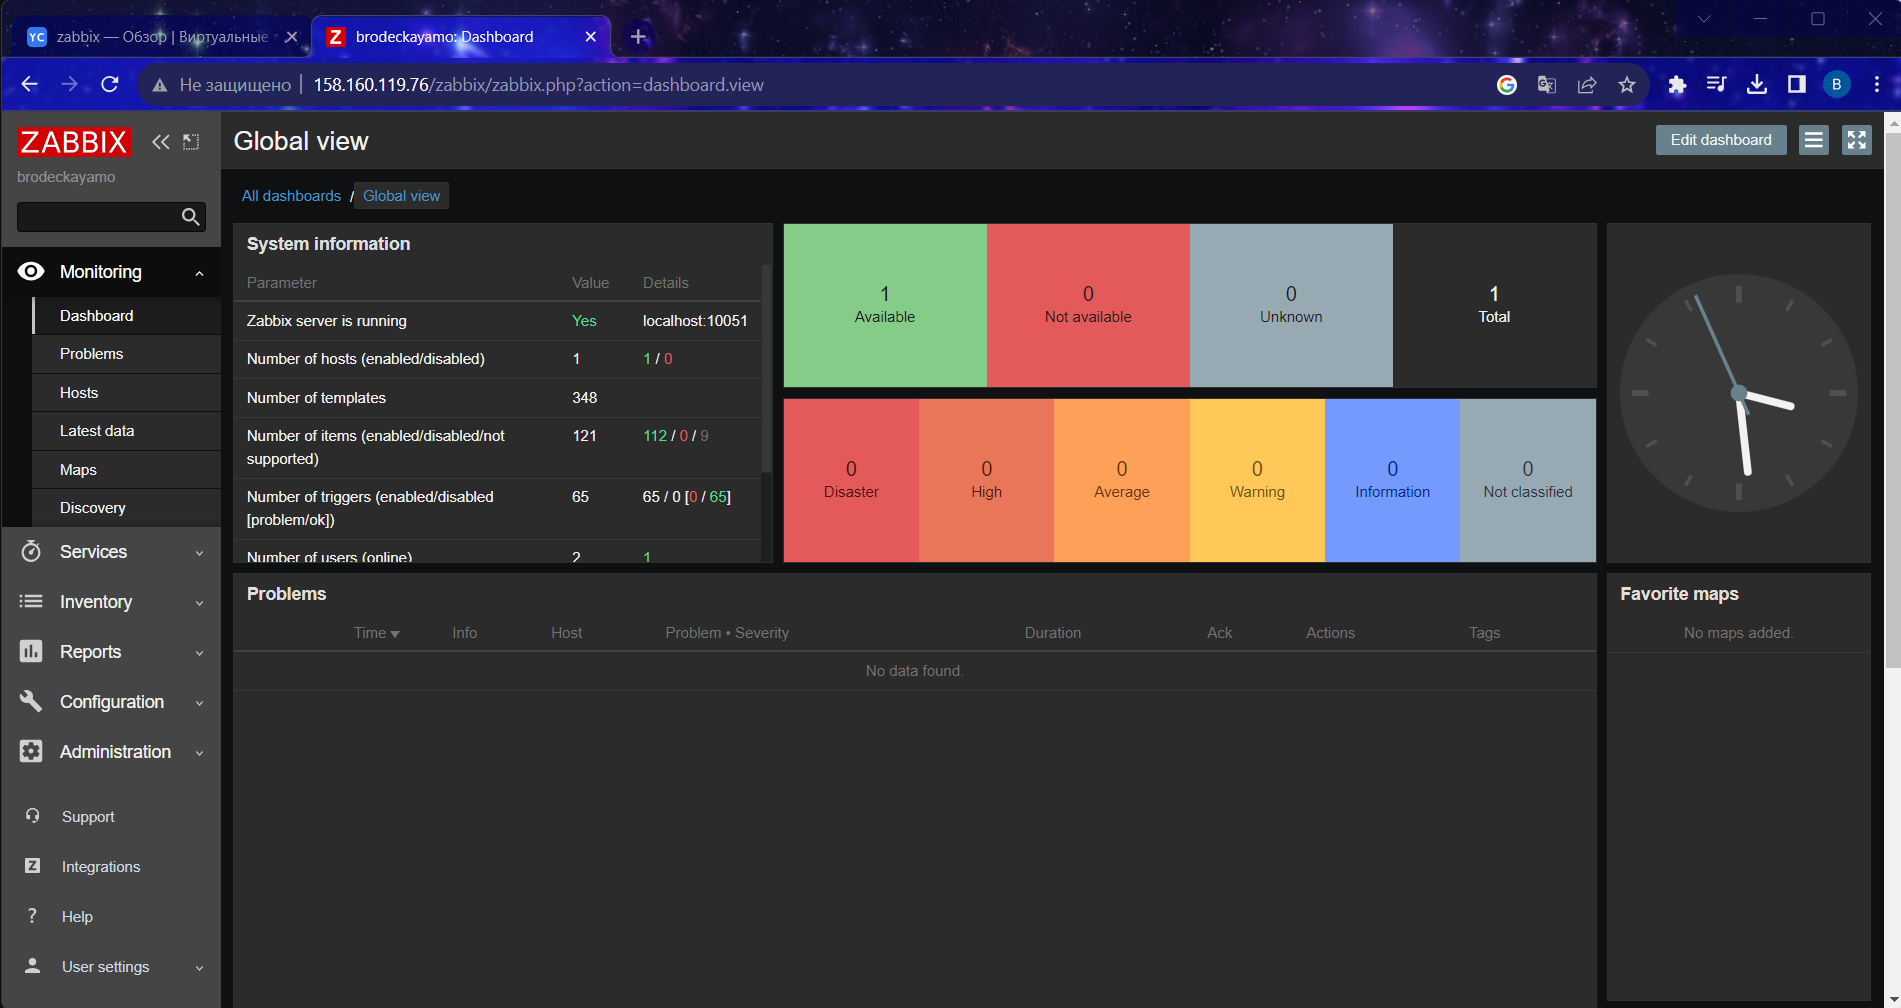 YC zabbix — Обзор | Виртуальные
Z brodeckayamo: Dashboard
Не защищено | 158.160.119.76/zabbix/zabbix.php?action=dashboard.view
B
ZABBIX
brodeckayamo
Monitoring
Dashboard
Problems
Hosts
Latest data
Maps
Discovery
Services
Inventory
Reports
Configuration
Administration
Support
Z Integrations
? Help
User settings
Global view
Edit dashboard
All dashboards / Global view
System information
Parameter Value Details
Zabbix server is running Yes localhost:10051
Number of hosts (enabled/disabled) 1 1 / 0
Number of templates 348
Number of items (enabled/disabled/not 121 112 / 0 / 9
supported)
Number of triggers (enabled/disabled 65 65 / 0 [0 / 65]
[problem/ok])
Number of users (online) 2 1
1 0 0 1
Available Not available Unknown Total
0 0 0 0 0 0
Disaster High Average Warning Information Not classified
Problems
Time Info Host Problem • Severity Duration Ack Actions Tags
No data found.
Favorite maps
No maps added.